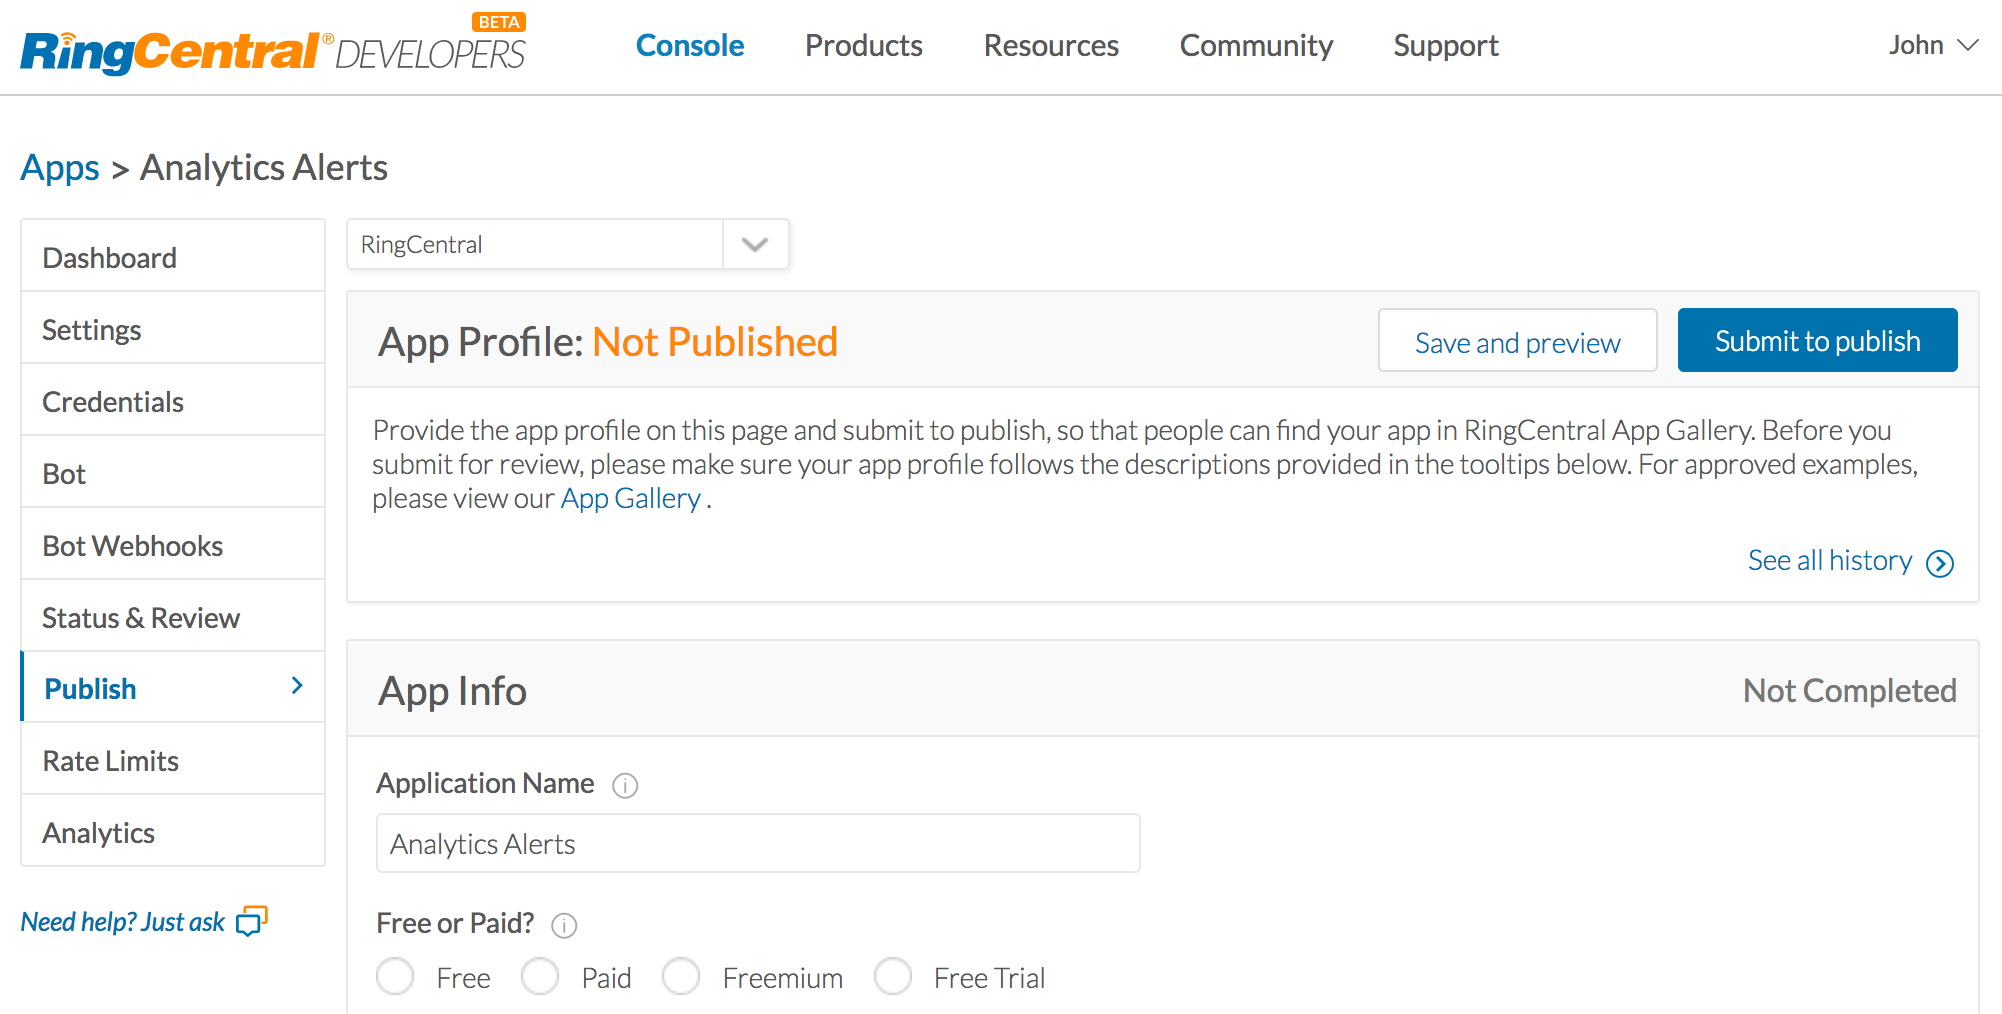 BETA
RingCentral® DEVELOPERS
Console
Products
Resources
Community
Support
John
Apps > Analytics Alerts
Dashboard
Settings
Credentials
Bot
Bot Webhooks
Status & Review
Publish
Rate Limits
Analytics
Need help? Just ask
RingCentral
App Profile: Not Published
Save and preview
Submit to publish
Provide the app profile on this page and submit to publish, so that people can find your app in RingCentral App Gallery. Before you
submit for review, please make sure your app profile follows the descriptions provided in the tooltips below. For approved examples,
please view our App Gallery .
See all history
App Info
Not Completed
Application Name
Analytics Alerts
Free or Paid?
Free
Paid
Freemium
Free Trial